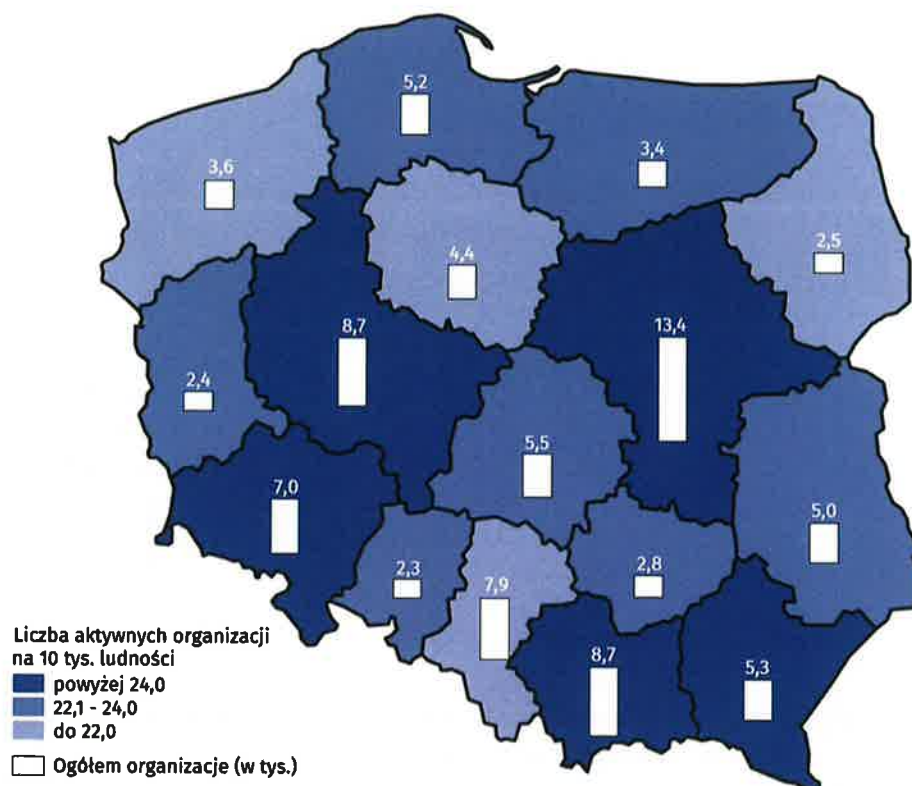 5,2
3,4
3,6
2,5
4,4
8,7
13,4
2,4
5,5
7,0
5,0
2,3
2,8
7,9
8,7
5,3
Liczba aktywnych organizacji
na 10 tys. ludności
powyżej 24,0
22,1 - 24,0
do 22,0
Ogółem organizacje (w tys.)